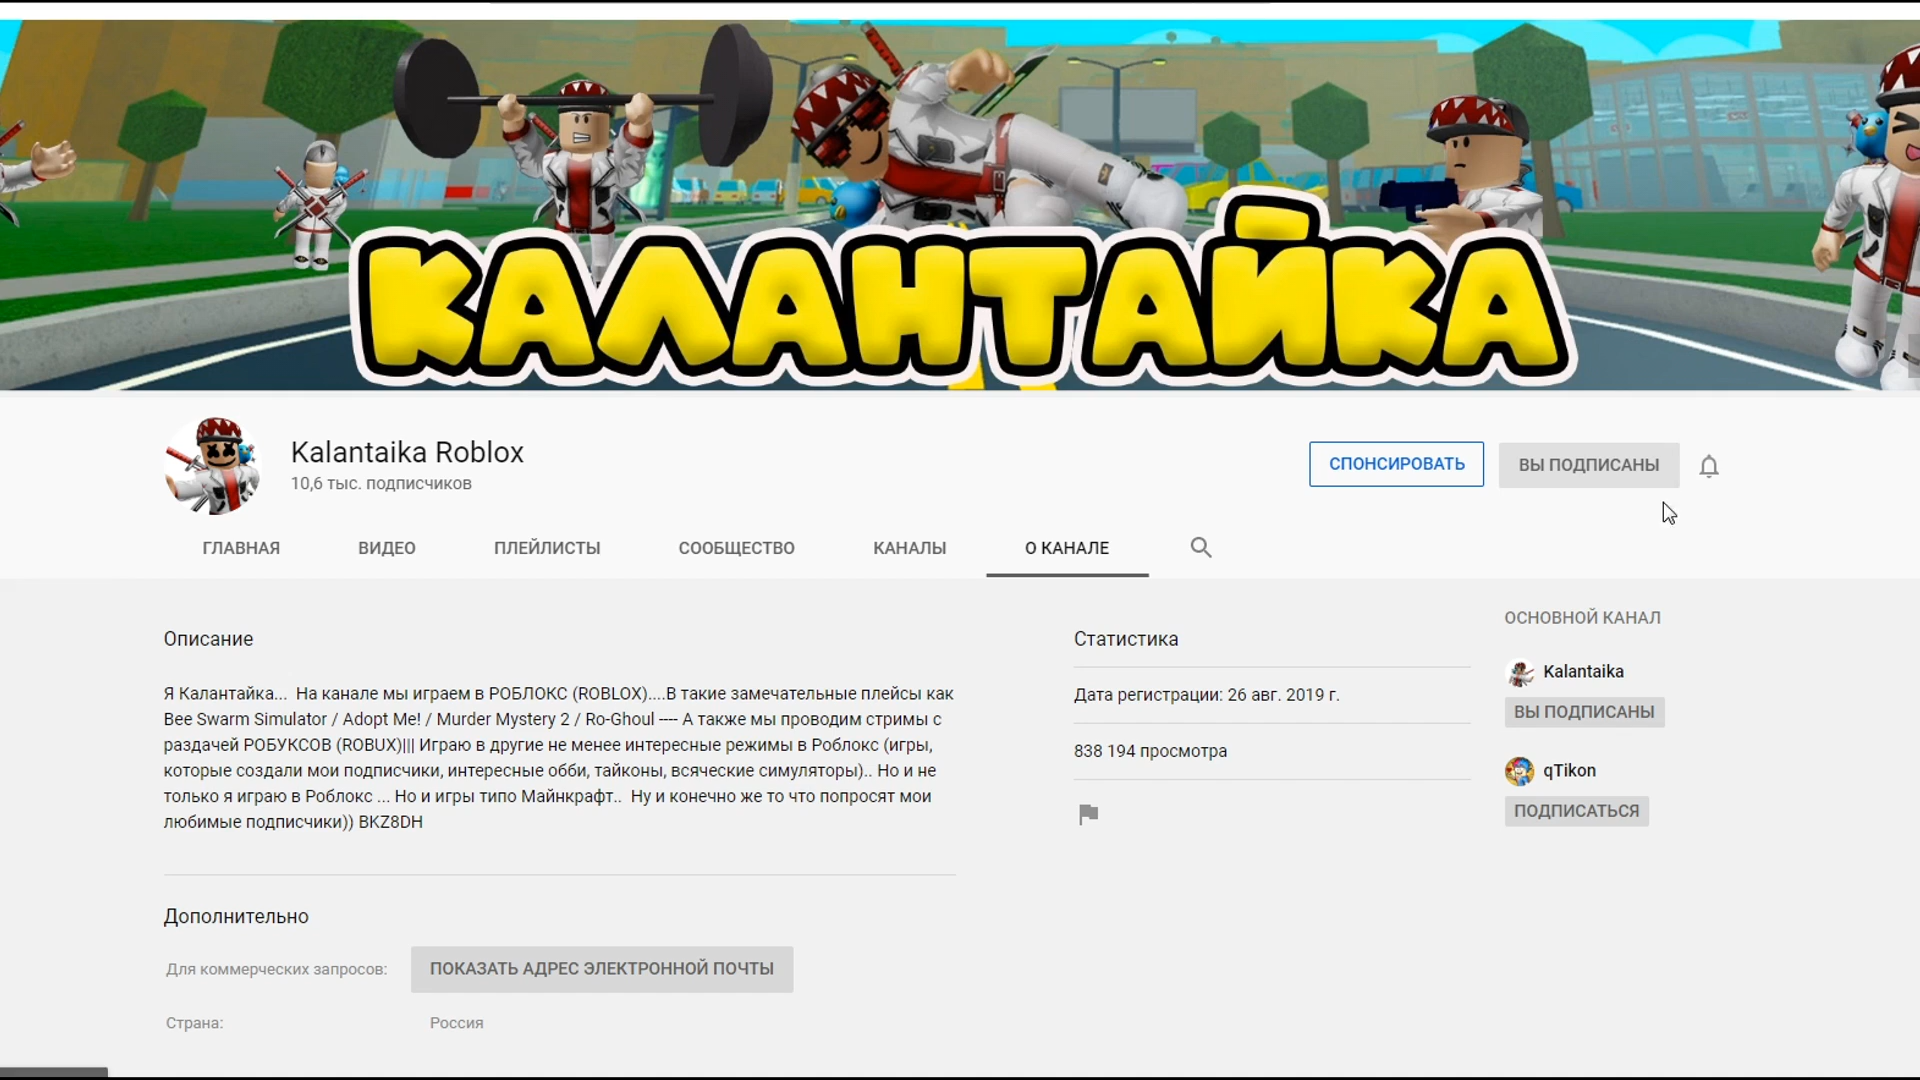 КАЛАНТАЙКА
Kalantaika Roblox
10,6 тыс. подписчиков
СПОНСИРОВАТЬ
ВЫ ПОДПИСАНЫ
ГЛАВНАЯ
ВИДЕО
ПЛЕЙЛИСТЫ
СООБЩЕСТВО
КАНАЛЫ
О КАНАЛЕ
Описание
Я Калантайка... На канале мы играем в РОБЛОКС (ROBLOX)....В такие замечательные плейсы как
Bee Swarm Simulator / Adopt Me! / Murder Mystery 2 / Ro-Ghoul ---- А также мы проводим стримы с
раздачей РОБУКСОВ (ROBUX)||| Играю в другие не менее интересные режимы в Роблокс (игры,
которые создали мои подписчики, интересные обби, тайконы, всяческие симуляторы).. Но и не
только я играю в Роблокс ... Но и игры типо Майнкрафт.. Ну и конечно же то что попросят мои
любимые подписчики)) BKZ8DH
Дополнительно
Для коммерческих запросов:
ПОКАЗАТЬ АДРЕС ЭЛЕКТРОННОЙ ПОЧТЫ
Страна:
Россия
Статистика
Дата регистрации: 26 авг. 2019 г.
838 194 просмотра
ОСНОВНОЙ КАНАЛ
Kalantaika
ВЫ ПОДПИСАНЫ
qTikon
ПОДПИСАТЬСЯ